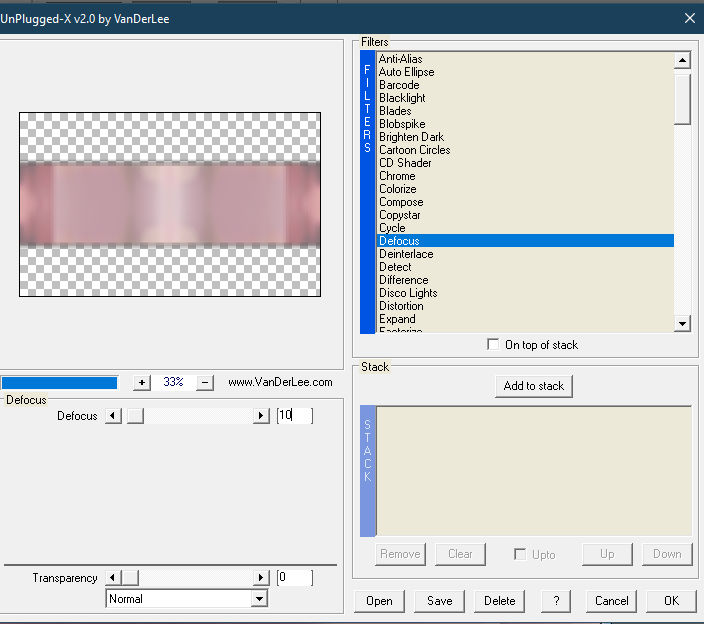 UnPlugged-X v2.0 by VanDerLee
Filters
FILTERS
Anti-Alias
Auto Ellipse
Barcode
Blacklight
Blades
Blobspike
Brighten Dark
Cartoon Circles
CD Shader
Chrome
Colorize
Compose
Copystar
Cycle
Defocus
Deinterlace
Detect
Difference
Disco Lights
Distortion
Expand
On top of stack
+ 33% −
www.VanDerLee.com
Defocus
Defocus 10
Transparency 0
Normal
Stack
Add to stack
STACK
Remove Clear Upto Up Down
Open Save Delete ? Cancel OK